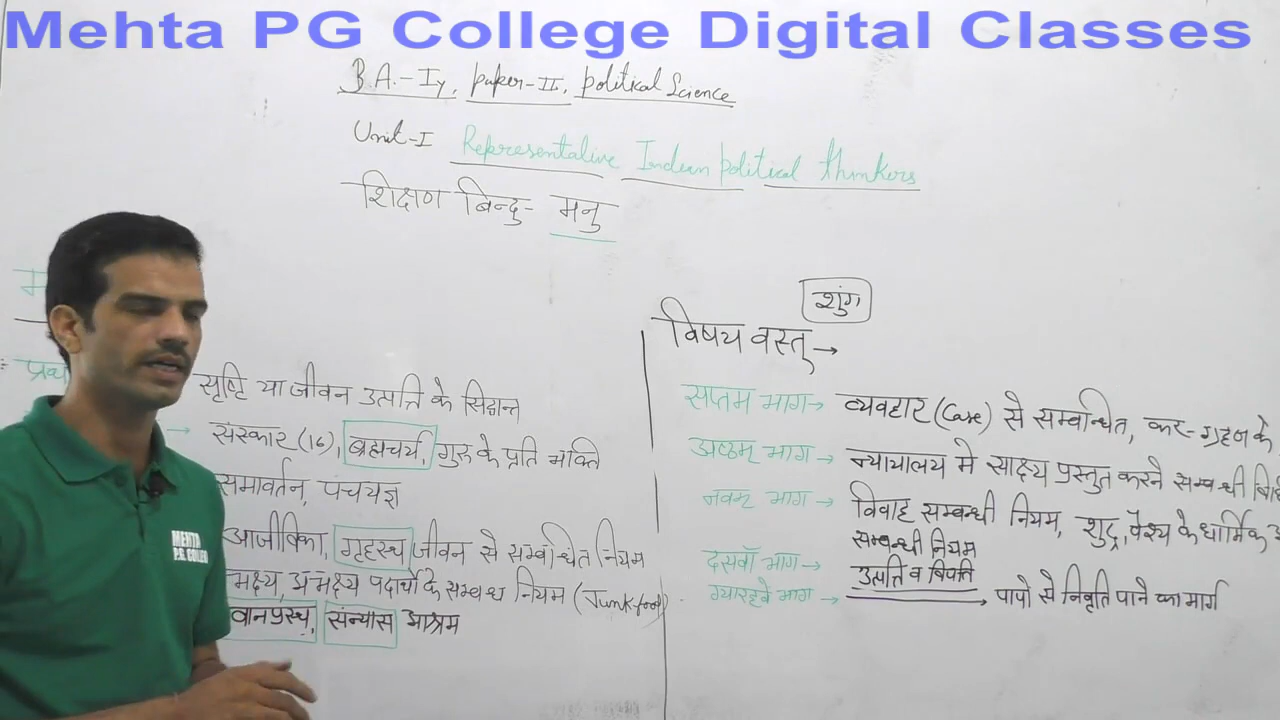 Mehta PG College Digital Classes
B.A.-Iy, paper-II, political Science
Unit-I Representative Indian political thinkers
शिक्षण बिन्दु- मनु
सृष्टि या जीवन उत्पत्ति के सिद्धान्त
→ संस्कार (16), ब्रह्मचर्य, गुरु के प्रति भक्ति
समावर्तन, पंचयज्ञ
आजीविका, गृहस्थ जीवन से सम्बन्धित नियम
भक्ष्य, अभक्ष्य पदार्थो के सम्बन्ध नियम (Junk food)
वानप्रस्थ, संन्यास आश्रम
शुंग
विषय वस्तु →
सप्तम भाग → व्यवहार (Case) से सम्बन्धित, कर-ग्रहण के
अष्ठम् भाग → न्यायालय मे साक्ष्य प्रस्तुत करने सम्बन्धी
नवम् भाग → विवाह सम्बन्धी नियम, शूद्र, वैश्य के धार्मिक
सम्बन्धी नियम
दसवाँ भाग → उत्पत्ति व विपत्ति
ग्यारहवे भाग → पापो से निवृति पाने का मार्ग
MEHTA
P.G. COLLEG